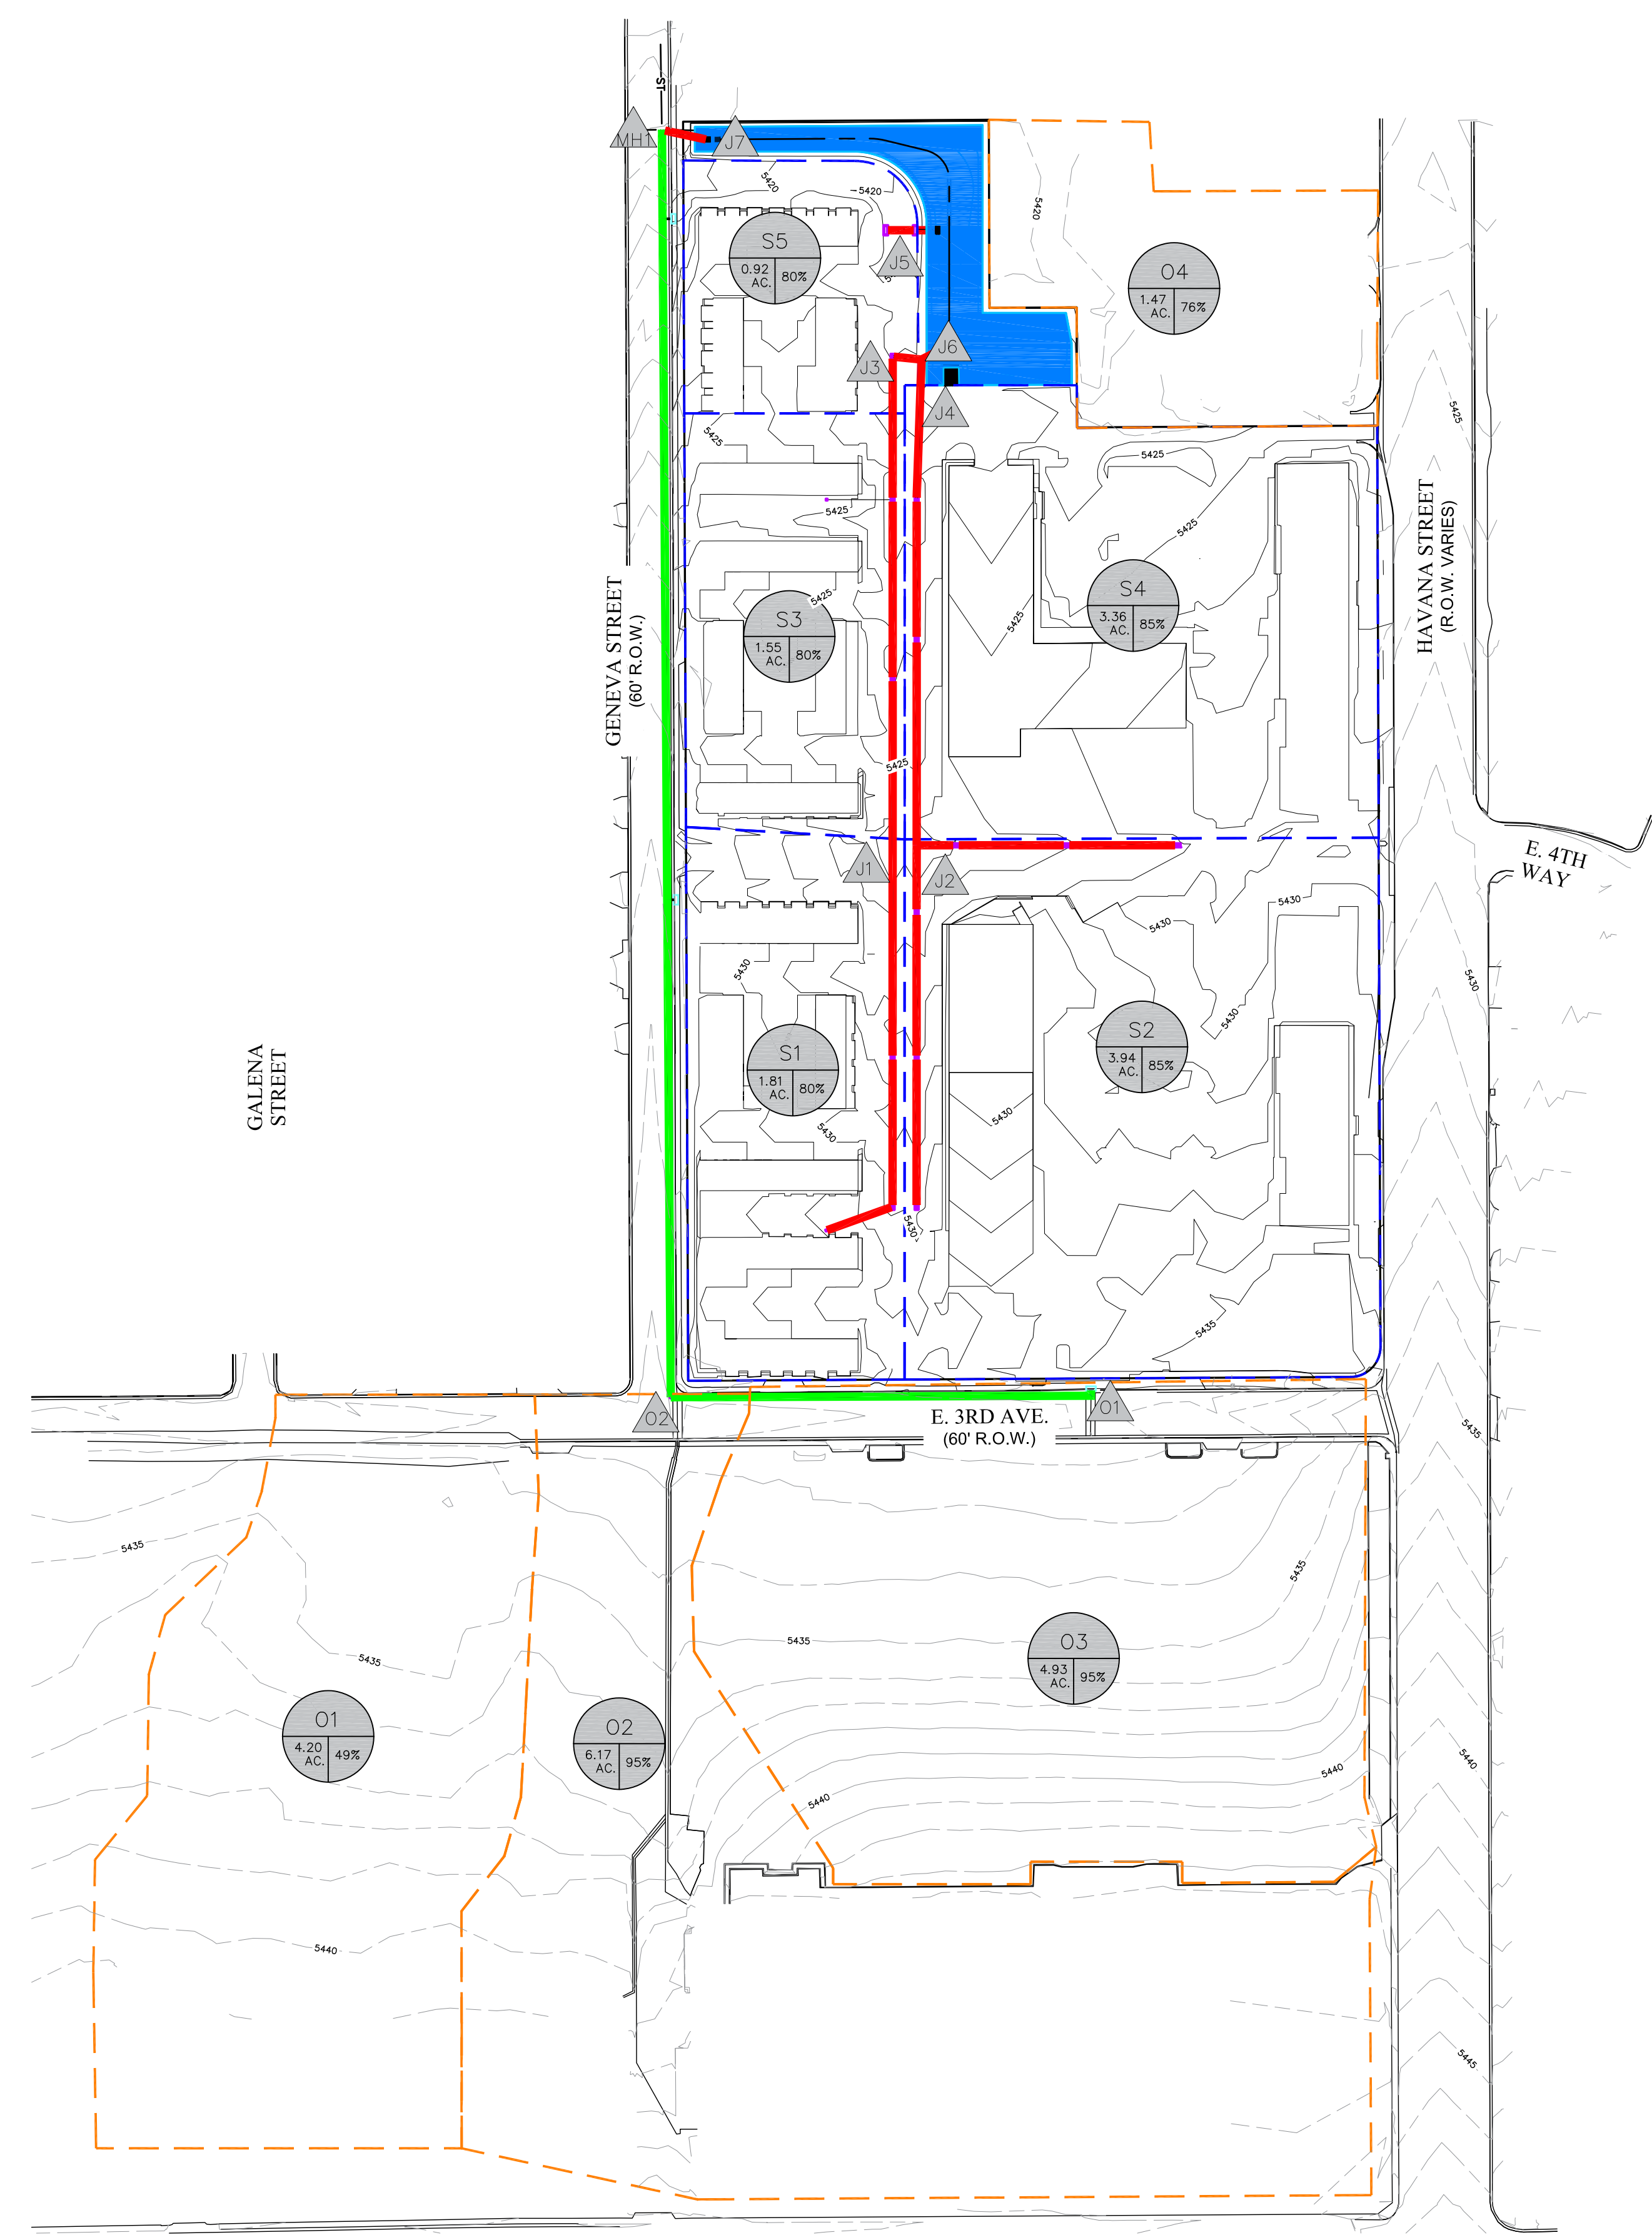 ST
MH1
J7
5420
5420
5420
S5
0.92
AC.
80%
J5
O4
1.47
AC.
76%
J3
J6
J4
5425
5425
5425
5425
5425
GENEVA STREET
(60' R.O.W.)
S3
1.55
AC.
80%
5425
5425
S4
3.36
AC.
85%
HAVANA STREET
(R.O.W. VARIES)
5425
J1
J2
E. 4TH
WAY
5430
5430
5430
5430
5430
GALENA
STREET
S1
1.81
AC.
80%
S2
3.94
AC.
85%
5430
5430
5430
5435
O2
O1
E. 3RD AVE.
(60' R.O.W.)
5435
5435
5435
5435
5435
O3
4.93
AC.
95%
O1
4.20
AC.
49%
O2
6.17
AC.
95%
5440
5440
5440
5440
5445